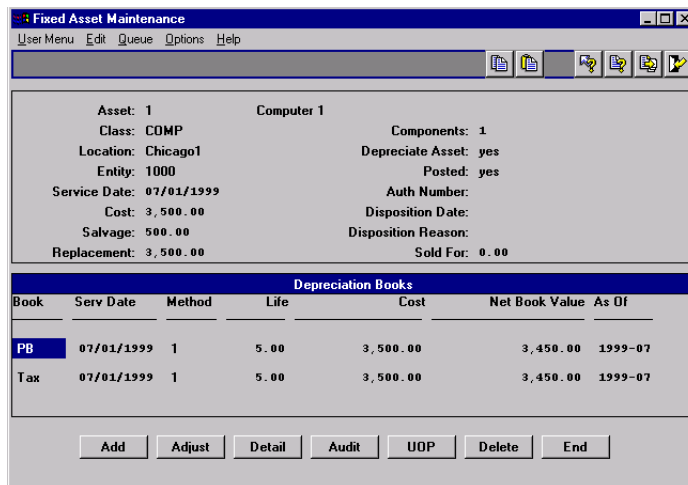 Fixed Asset Maintenance
User Menu Edit Queue Options Help
Asset: 1 Computer 1
Class: COMP Components: 1
Location: Chicago1 Depreciate Asset: yes
Entity: 1000 Posted: yes
Service Date: 07/01/1999 Auth Number:
Cost: 3,500.00 Disposition Date:
Salvage: 500.00 Disposition Reason:
Replacement: 3,500.00 Sold For: 0.00
Depreciation Books
Book Serv Date Method Life Cost Net Book Value As Of
PB 07/01/1999 1 5.00 3,500.00 3,450.00 1999-07
Tax 07/01/1999 1 5.00 3,500.00 3,450.00 1999-07
Add Adjust Detail Audit UOP Delete End